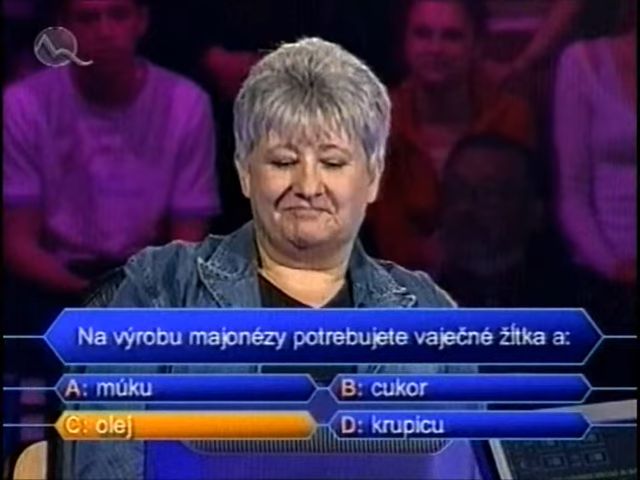 Na výrobu majonézy potrebujete vaječné žĺtka a:
A: múku
B: cukor
C: olej
D: krupicu